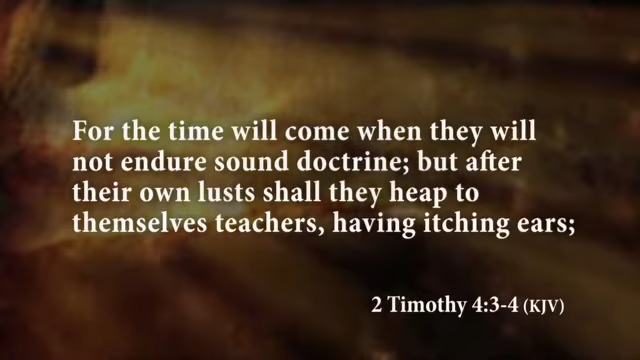 For the time will come when they will
not endure sound doctrine; but after
their own lusts shall they heap to
themselves teachers, having itching ears;
2 Timothy 4:3-4 (KJV)